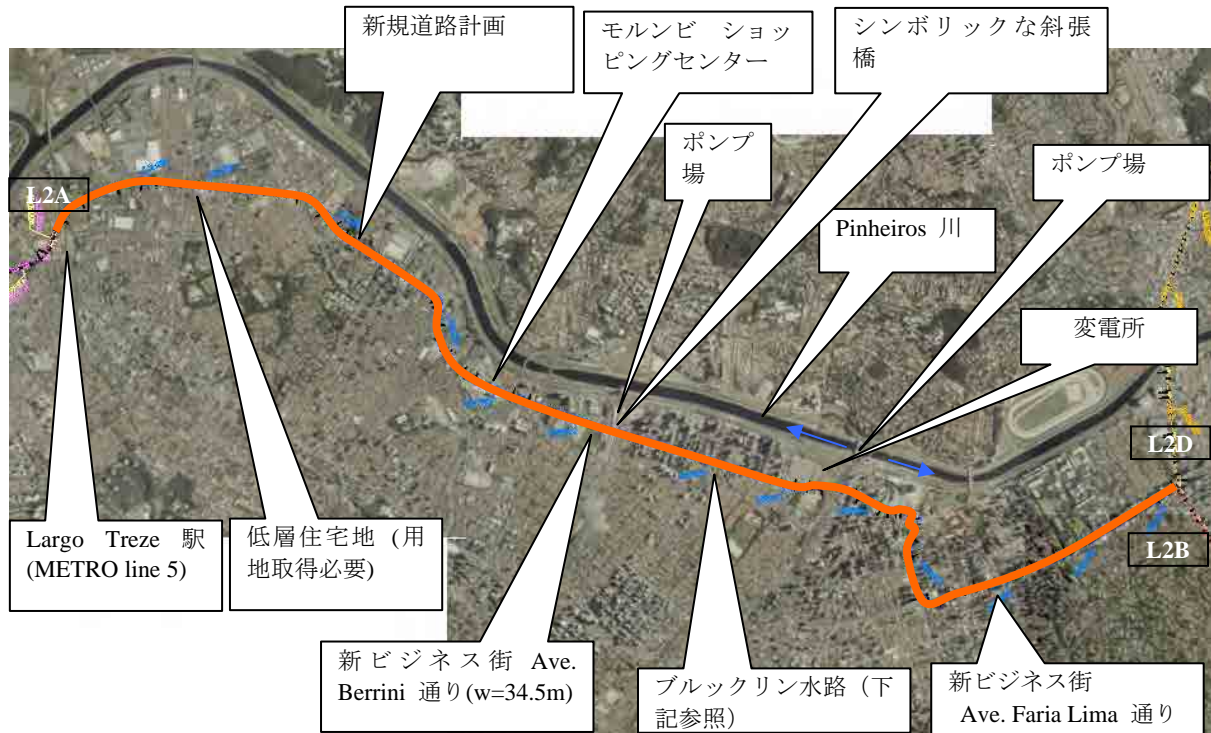 新規道路計画
モルンビ ショッ
ピングセンター
シンボリックな斜張
橋
ポンプ
場
ポンプ場
Pinheiros 川
変電所
L2A
L2D
L2B
Largo Treze 駅
(METRO line 5)
低層住宅地 (用
地取得必要)
新ビジネス街 Ave.
Berrini 通り(w=34.5m)
ブルックリン水路（下
記参照）
新ビジネス街
Ave. Faria Lima 通り